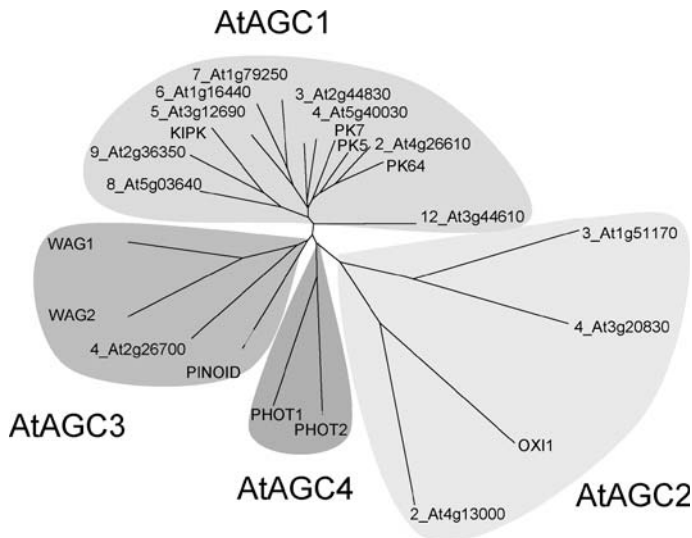 AtAGC1
7_At1g79250
6_At1g16440
3_At2g44830
5_At3g12690
4_At5g40030
KIPK
PK7
9_At2g36350
PK5
2_At4g26610
PK64
8_At5g03640
12_At3g44610
3_At1g51170
WAG1
WAG2
4_At3g20830
4_At2g26700
PINOID
AtAGC3
PHOT1
PHOT2
OXI1
AtAGC4
AtAGC2
2_At4g13000